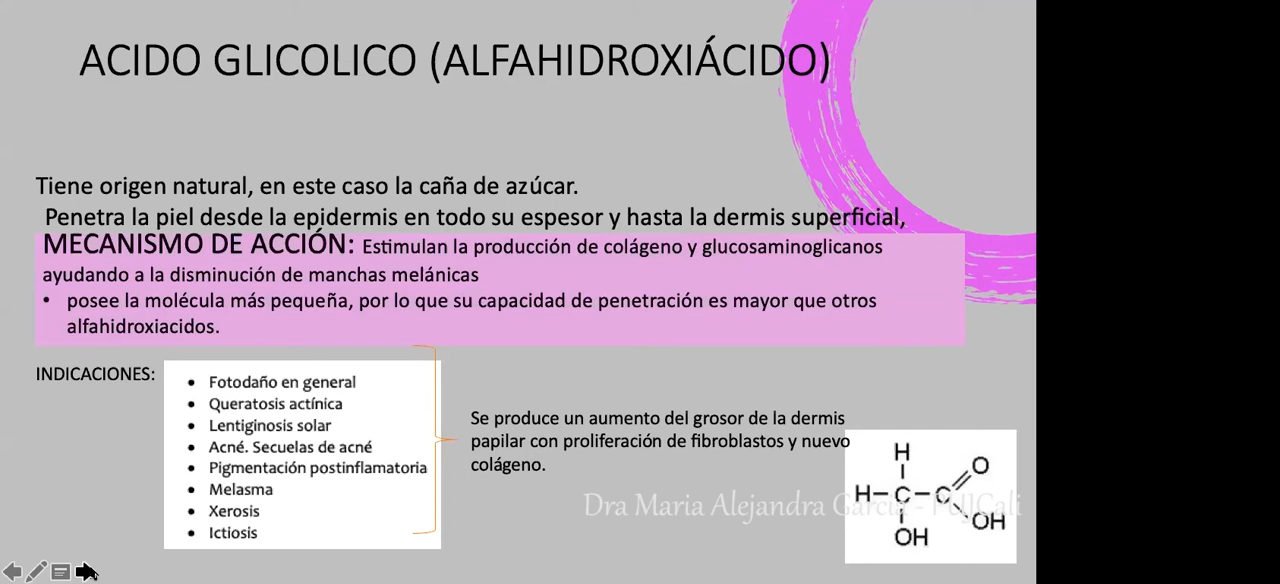 ACIDO GLICOLICO (ALFAHIDROXIÁCIDO)
Tiene origen natural, en este caso la caña de azúcar.
Penetra la piel desde la epidermis en todo su espesor y hasta la dermis superficial,
MECANISMO DE ACCIÓN: Estimulan la producción de colágeno y glucosaminoglicanos
ayudando a la disminución de manchas melánicas
• posee la molécula más pequeña, por lo que su capacidad de penetración es mayor que otros
alfahidroxiacidos.
INDICACIONES:
• Fotodaño en general
• Queratosis actínica
• Lentiginosis solar
• Acné. Secuelas de acné
• Pigmentación postinflamatoria
• Melasma
• Xerosis
• Ictiosis
Se produce un aumento del grosor de la dermis
papilar con proliferación de fibroblastos y nuevo
colágeno.
Dra Maria Alejandra Garcia - PUJCali
H
O
H-C-C
OH
OH